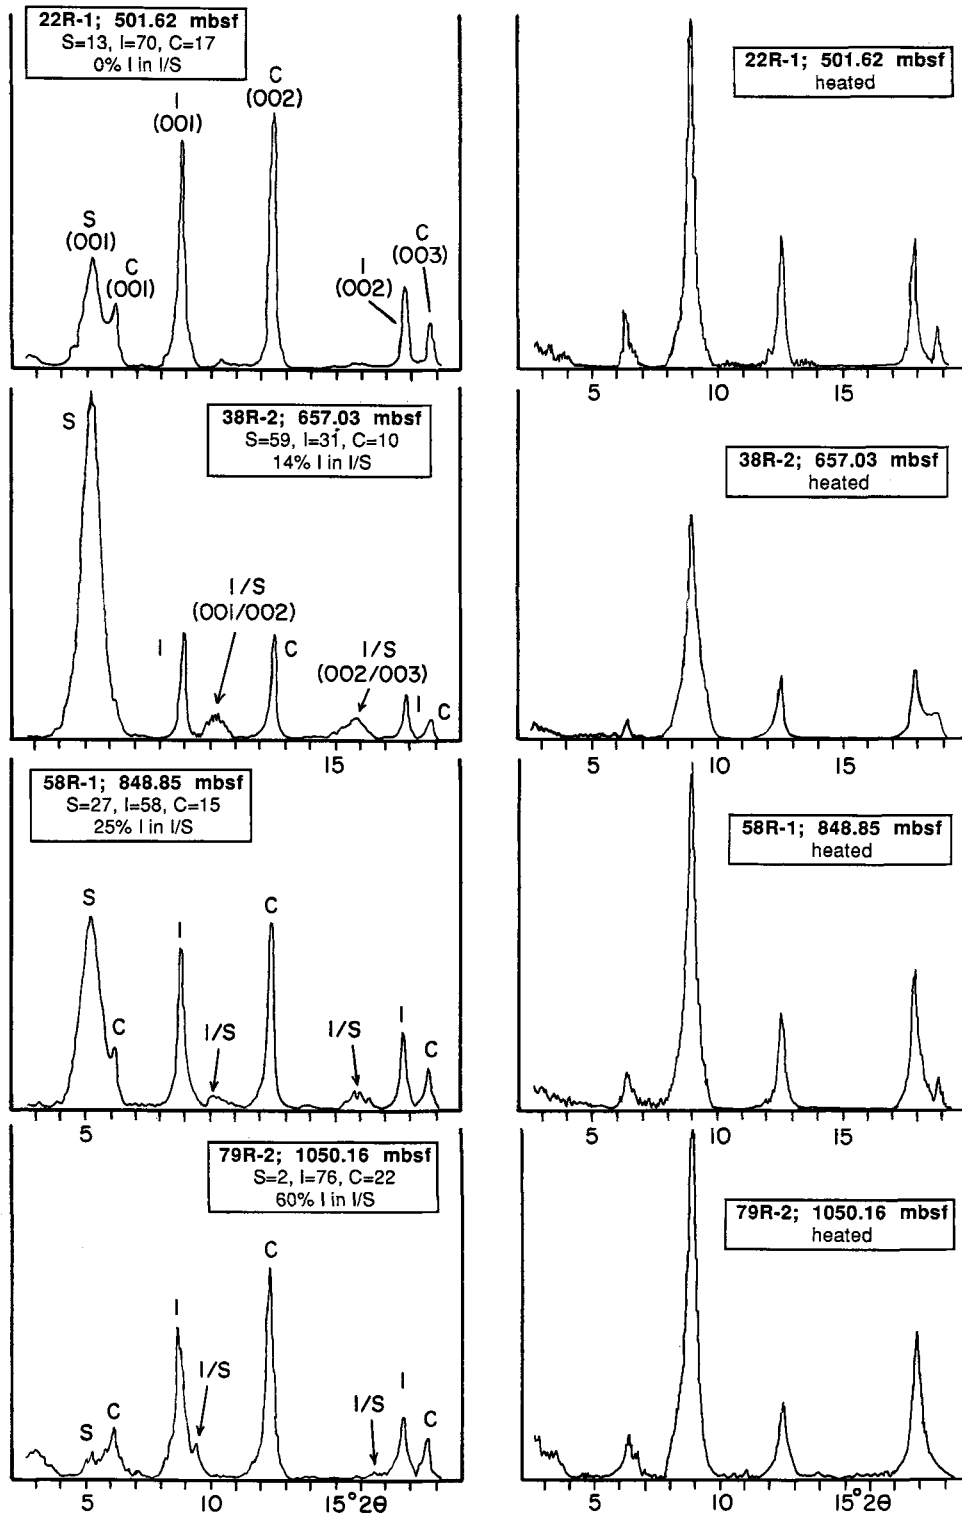 22R-1; 501.62 mbsf
S=13, I=70, C=17
0% I in I/S
S
(001)
C
(001)
I
(001)
C
(002)
I
(002)
C
(003)
22R-1; 501.62 mbsf
heated
5 10 15
38R-2; 657.03 mbsf
S=59, I=31, C=10
14% I in I/S
S
I
I/S
(001/002)
C
I/S
(002/003)
I
C
15
38R-2; 657.03 mbsf
heated
5 10 15
58R-1; 848.85 mbsf
S=27, I=58, C=15
25% I in I/S
S
C
I
I/S
C
I/S
I
C
5 10 15
58R-1; 848.85 mbsf
heated
5 10 15
79R-2; 1050.16 mbsf
S=2, I=76, C=22
60% I in I/S
S
C
I
I/S
C
I/S
I
C
5 10 15°2θ
79R-2; 1050.16 mbsf
heated
5 10 15°2θ